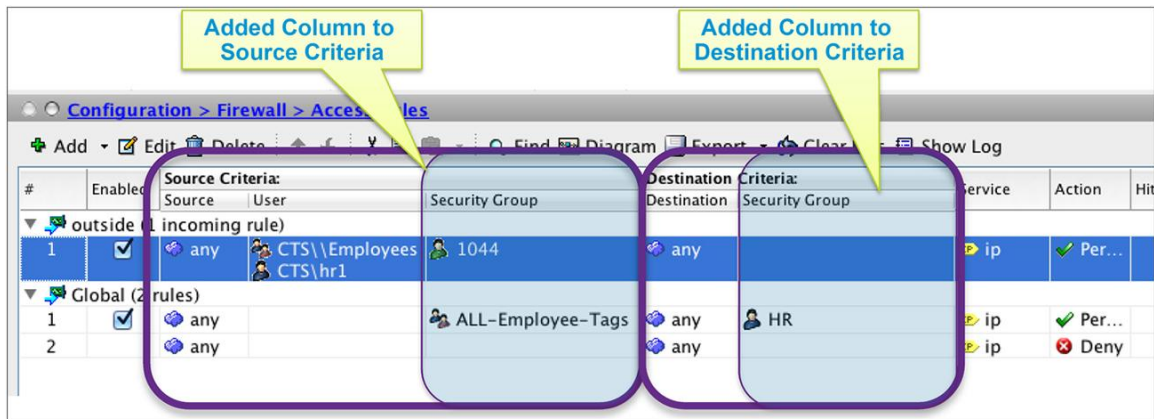 Added Column to
Source Criteria
Added Column to
Destination Criteria
Configuration > Firewall > Access Rules
Add Edit Delete Find Diagram Export Clear Show Log
# Enabled Source Criteria: Destination Criteria: Service Action Hit
Source User Security Group Destination Security Group
outside (1 incoming rule)
1 any CTS\\Employees 1044 any ip Per...
CTS\hr1
Global (2 rules)
1 any ALL-Employee-Tags any HR ip Per...
2 any any ip Deny